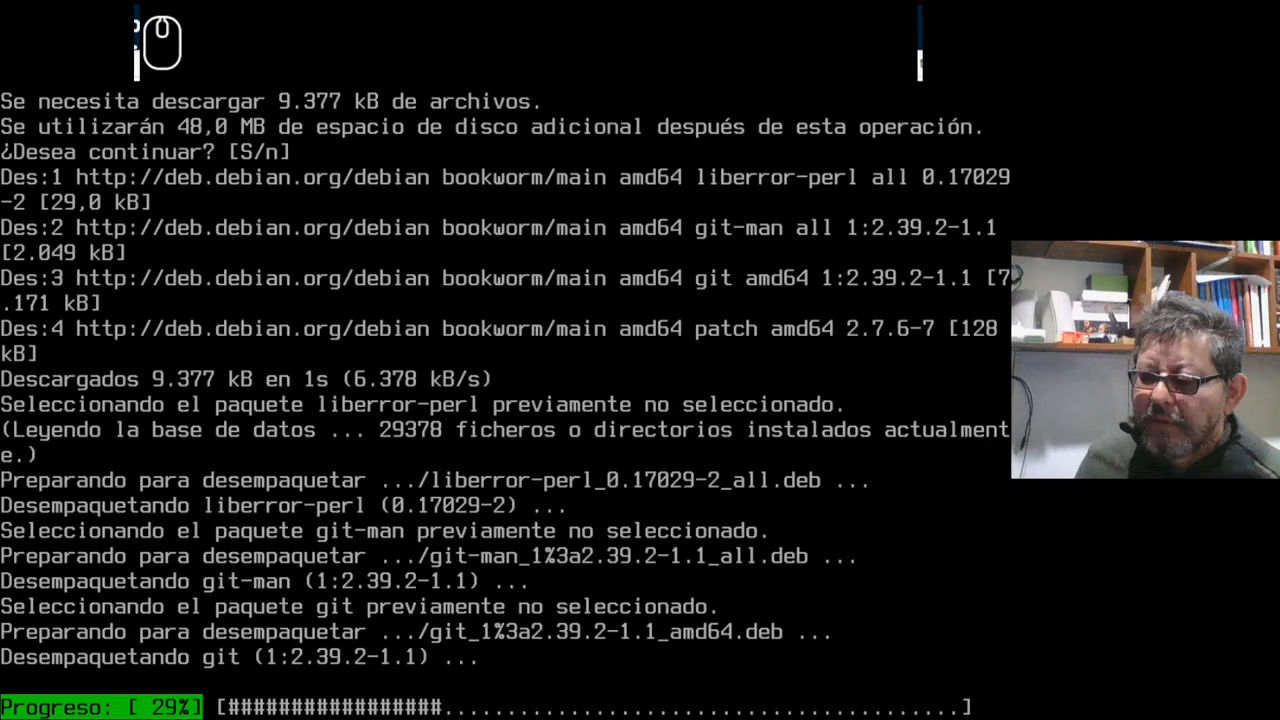 Se necesita descargar 9.377 kB de archivos.
Se utilizarán 48,0 MB de espacio de disco adicional después de esta operación.
¿Desea continuar? [S/n]
Des:1 http://deb.debian.org/debian bookworm/main amd64 liberror-perl all 0.17029
-2 [29,0 kB]
Des:2 http://deb.debian.org/debian bookworm/main amd64 git-man all 1:2.39.2-1.1
[2.049 kB]
Des:3 http://deb.debian.org/debian bookworm/main amd64 git amd64 1:2.39.2-1.1 [7
.171 kB]
Des:4 http://deb.debian.org/debian bookworm/main amd64 patch amd64 2.7.6-7 [128
kB]
Descargados 9.377 kB en 1s (6.378 kB/s)
Seleccionando el paquete liberror-perl previamente no seleccionado.
(Leyendo la base de datos ... 29378 ficheros o directorios instalados actualment
e.)
Preparando para desempaquetar .../liberror-perl_0.17029-2_all.deb ...
Desempaquetando liberror-perl (0.17029-2) ...
Seleccionando el paquete git-man previamente no seleccionado.
Preparando para desempaquetar .../git-man_1%3a2.39.2-1.1_all.deb ...
Desempaquetando git-man (1:2.39.2-1.1) ...
Seleccionando el paquete git previamente no seleccionado.
Preparando para desempaquetar .../git_1%3a2.39.2-1.1_amd64.deb ...
Desempaquetando git (1:2.39.2-1.1) ...
Progreso: [ 29%] [#################.........................................]